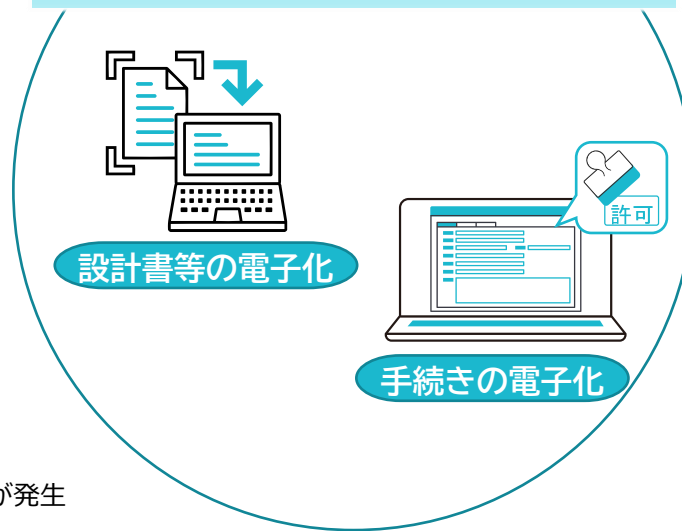 許可
設計書等の電子化
手続きの電子化
が発生